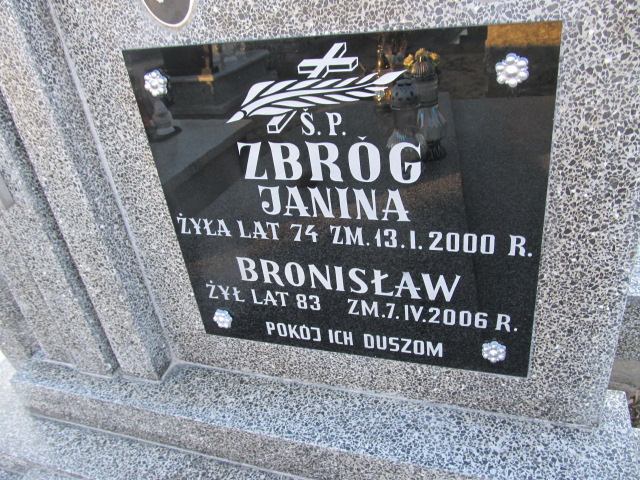 Ś.P.
ZBRÓG
JANINA
ŻYŁA LAT 74 ZM. 13. I. 2000 R.
BRONISŁAW
ŻYŁ LAT 83 ZM. 7. IV. 2006 R.
POKÓJ ICH DUSZOM